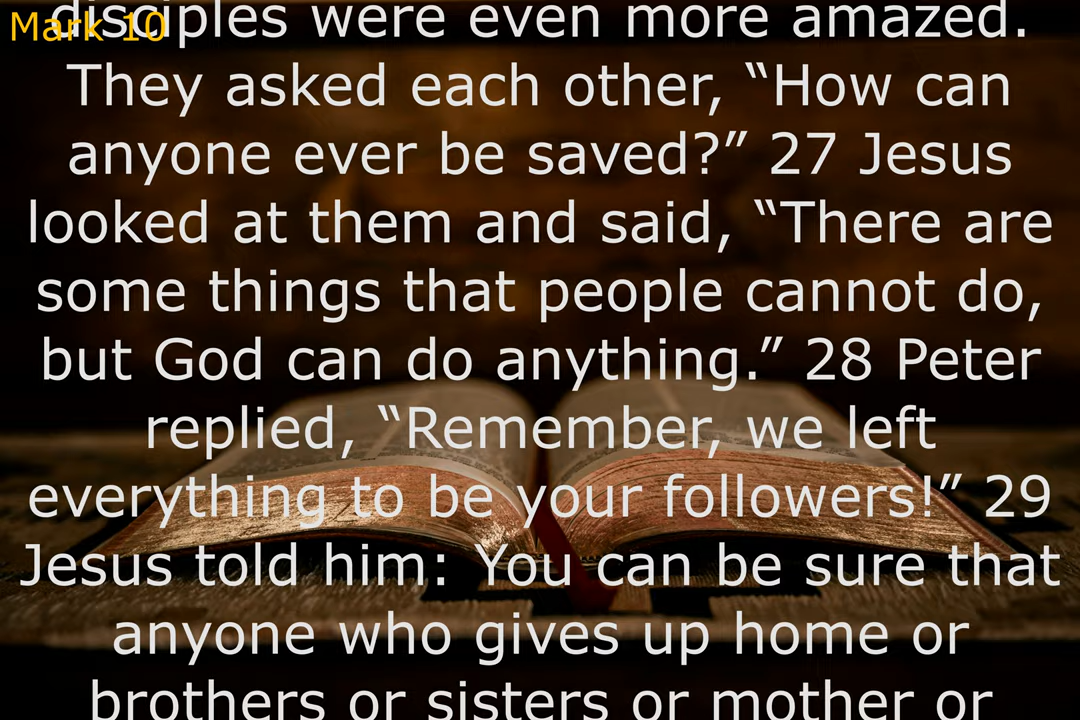 Mark 10
disciples were even more amazed.
They asked each other, “How can
anyone ever be saved?” 27 Jesus
looked at them and said, “There are
some things that people cannot do,
but God can do anything.” 28 Peter
replied, “Remember, we left
everything to be your followers!” 29
Jesus told him: You can be sure that
anyone who gives up home or
brothers or sisters or mother or